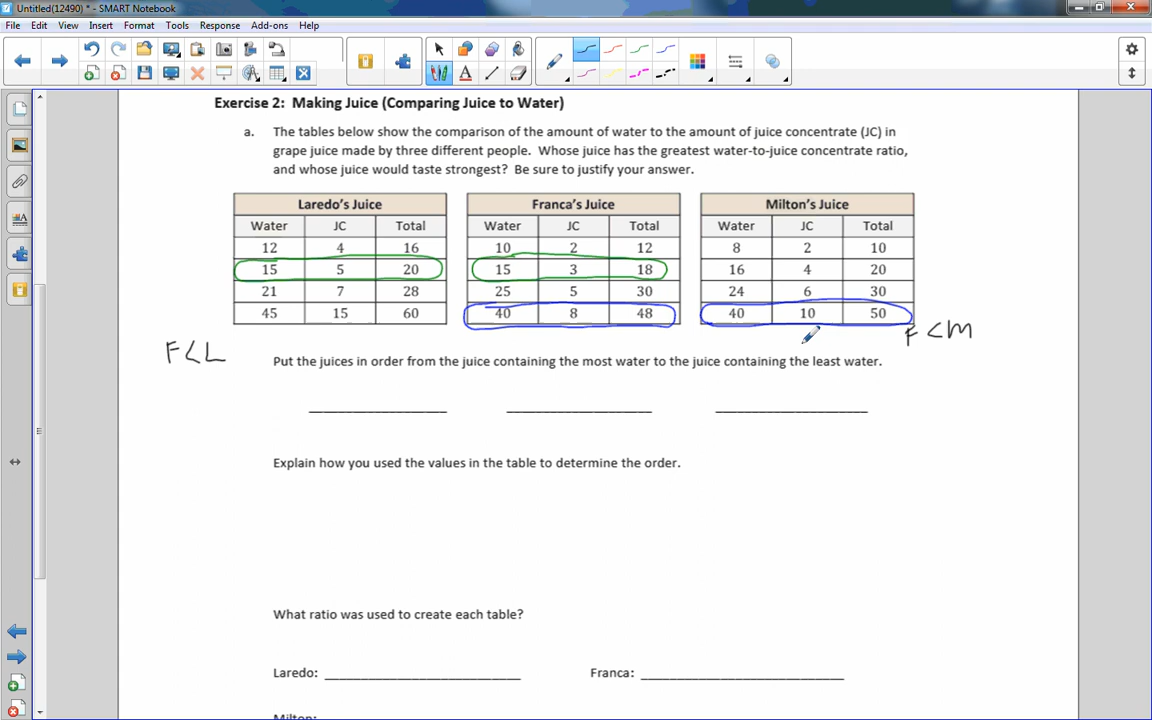 Untitled(12490) * - SMART Notebook
File Edit View Insert Format Tools Response Add-ons Help
Exercise 2: Making Juice (Comparing Juice to Water)
a. The tables below show the comparison of the amount of water to the amount of juice concentrate (JC) in
grape juice made by three different people. Whose juice has the greatest water-to-juice concentrate ratio,
and whose juice would taste strongest? Be sure to justify your answer.
Laredo's Juice Franca's Juice Milton's Juice
Water JC Total Water JC Total Water JC Total
12 4 16 10 2 12 8 2 10
15 5 20 15 3 18 16 4 20
21 7 28 25 5 30 24 6 30
45 15 60 40 8 48 40 10 50
F < L F < M
Put the juices in order from the juice containing the most water to the juice containing the least water.
Explain how you used the values in the table to determine the order.
What ratio was used to create each table?
Laredo: Franca:
Milton: